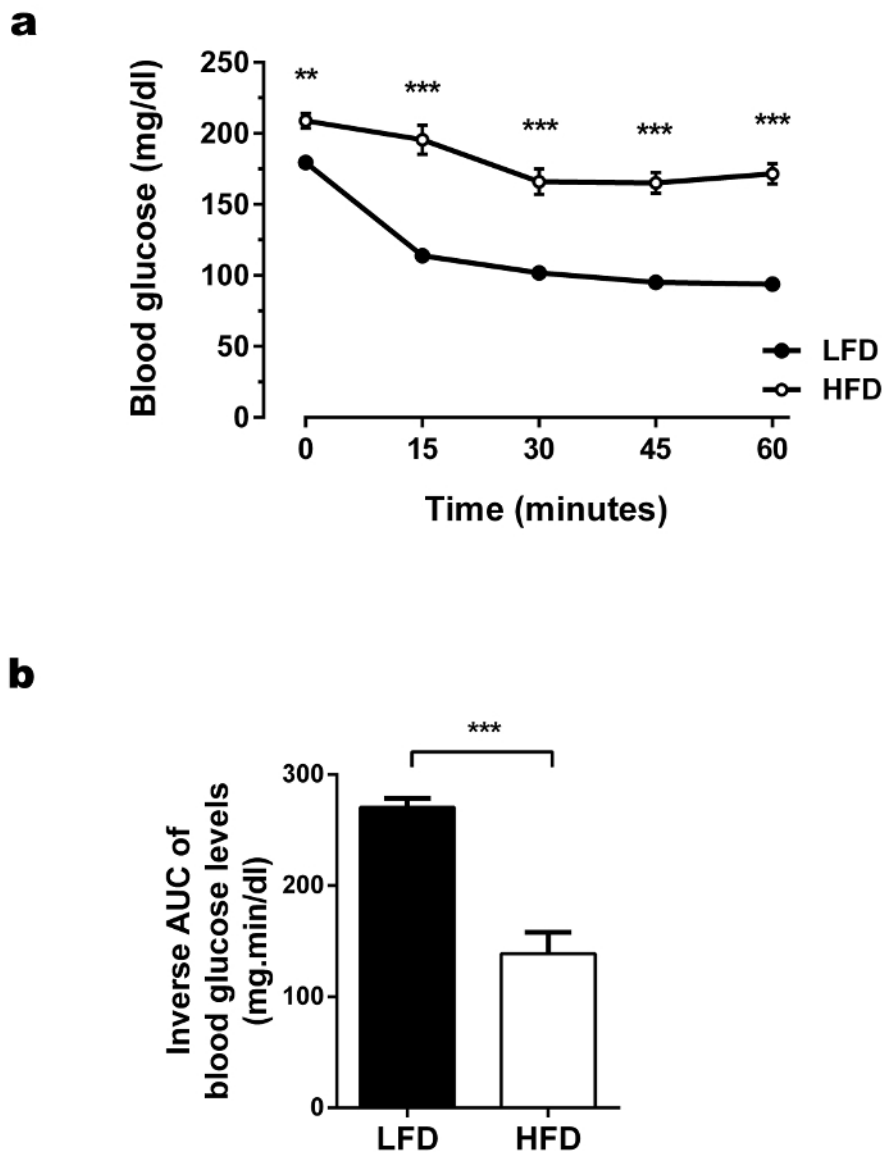 a
Blood glucose (mg/dl)
250
200
150
100
50
0
**
***
***
***
***
LFD
HFD
0 15 30 45 60
Time (minutes)
b
Inverse AUC of
blood glucose levels
(mg.min/dl)
***
300
200
100
0
LFD HFD